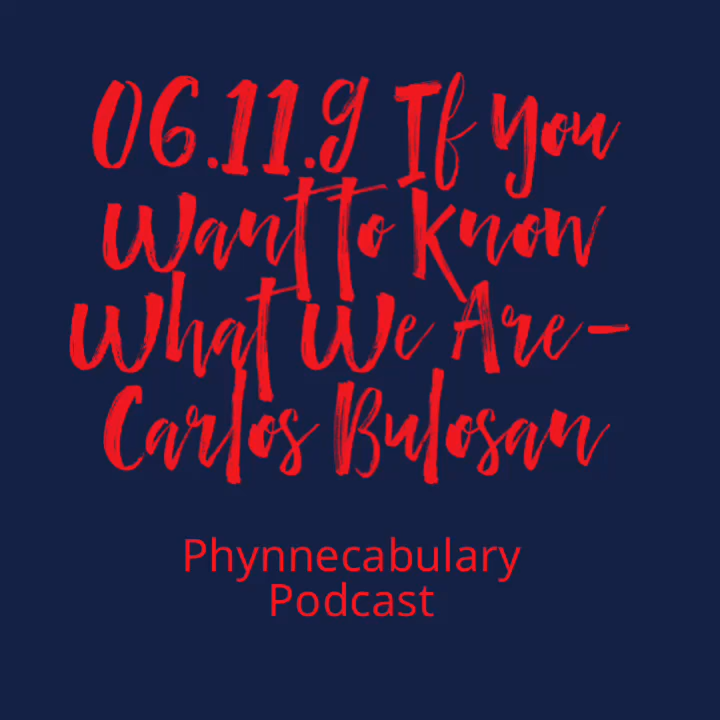 06.11.9 If You
Want to Know
What We Are-
Carlos Bulosan
Phynnecabulary
Podcast